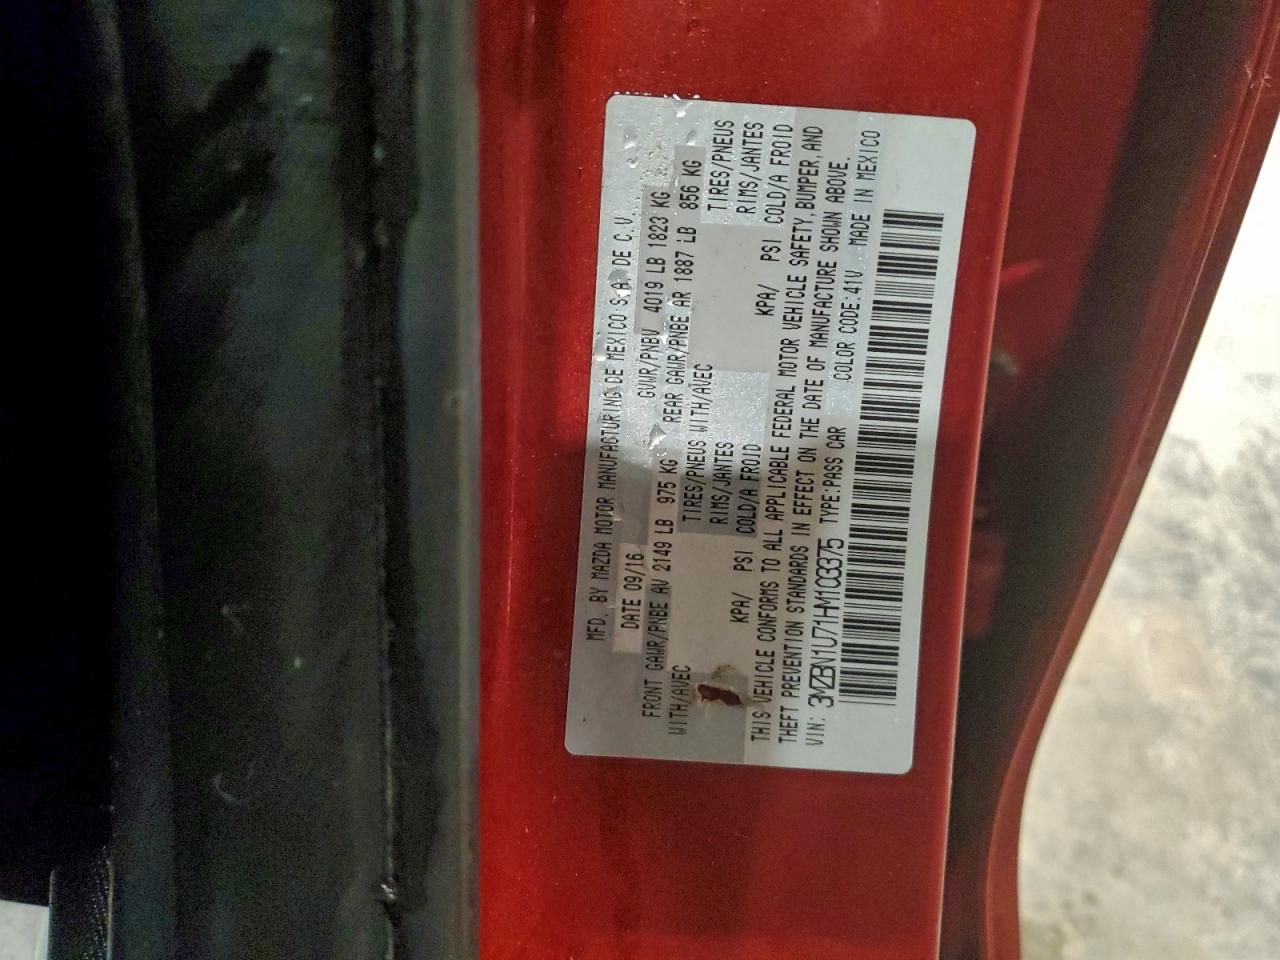 MFD. BY MAZDA MOTOR MANUFACTURING DE MEXICO S.A. DE C.V.
DATE 09/16 GVWR/PNBV 4019 LB 1823 KG
FRONT GAWR/PNBE AV 2149 LB 975 KG REAR GAWR/PNBE AR 1887 LB 856 KG
WITH/AVEC TIRES/PNEUS WITH/AVEC TIRES/PNEUS
RIMS/JANTES RIMS/JANTES
KPA/ PSI COLD/A FROID KPA/ PSI COLD/A FROID
THIS VEHICLE CONFORMS TO ALL APPLICABLE FEDERAL MOTOR VEHICLE SAFETY, BUMPER, AND
THEFT PREVENTION STANDARDS IN EFFECT ON THE DATE OF MANUFACTURE SHOWN ABOVE.
VIN: 3MZBN1U71HM103375 TYPE:PASS CAR COLOR CODE:41V MADE IN MEXICO